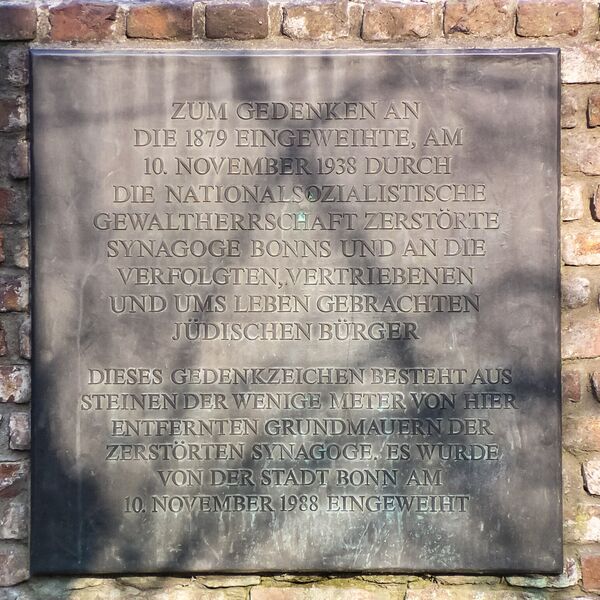 ZUM GEDENKEN AN
DIE 1879 EINGEWEIHTE, AM
10. NOVEMBER 1938 DURCH
DIE NATIONALSOZIALISTISCHE
GEWALTHERRSCHAFT ZERSTÖRTE
SYNAGOGE BONNS UND AN DIE
VERFOLGTEN, VERTRIEBENEN
UND UMS LEBEN GEBRACHTEN
JÜDISCHEN BÜRGER
DIESES GEDENKZEICHEN BESTEHT AUS
STEINEN DER WENIGE METER VON HIER
ENTFERNTEN GRUNDMAUERN DER
ZERSTÖRTEN SYNAGOGE. ES WURDE
VON DER STADT BONN AM
10. NOVEMBER 1988 EINGEWEIHT